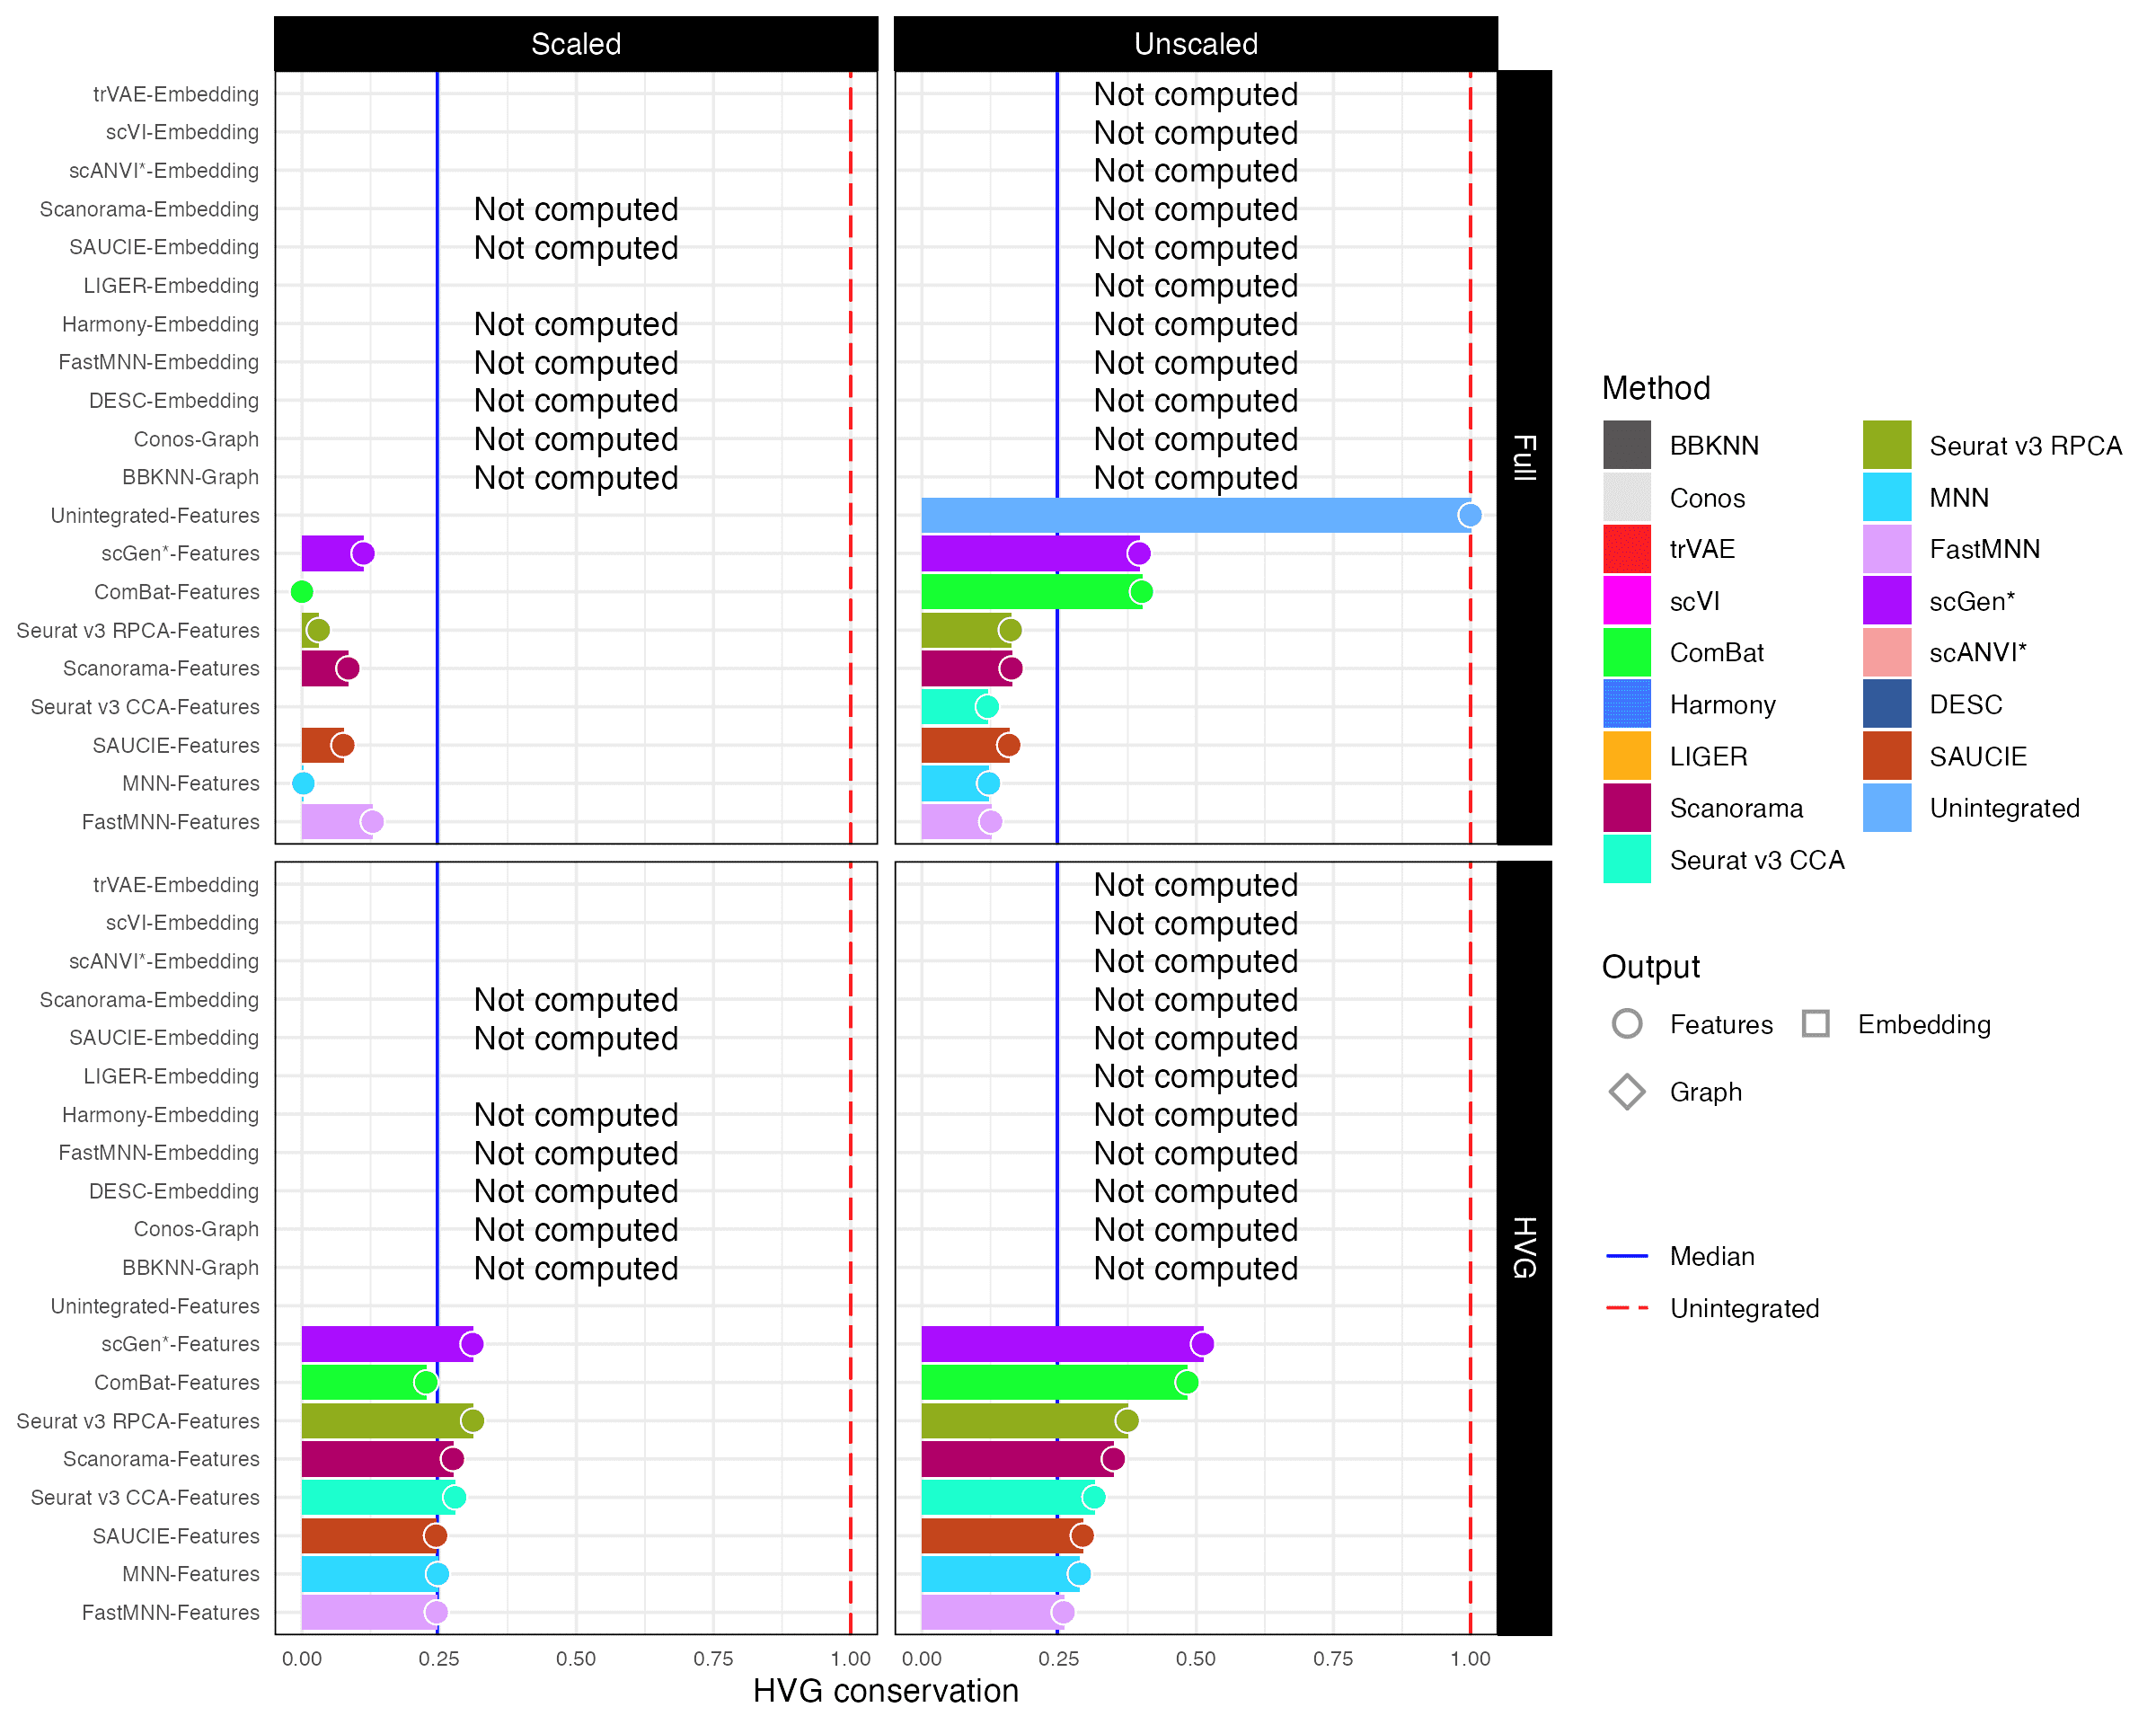 Scaled
Unscaled
trVAE-Embedding
Not computed
scVI-Embedding
Not computed
scANVI*-Embedding
Not computed
Scanorama-Embedding
Not computed
Not computed
SAUCIE-Embedding
Not computed
Not computed
LIGER-Embedding
Not computed
Harmony-Embedding
Not computed
Not computed
FastMNN-Embedding
Not computed
Not computed
DESC-Embedding
Not computed
Not computed
Conos-Graph
Not computed
Not computed
BBKNN-Graph
Not computed
Not computed
Unintegrated-Features
scGen*-Features
ComBat-Features
Seurat v3 RPCA-Features
Scanorama-Features
Seurat v3 CCA-Features
SAUCIE-Features
MNN-Features
FastMNN-Features
Full
trVAE-Embedding
Not computed
scVI-Embedding
Not computed
scANVI*-Embedding
Not computed
Scanorama-Embedding
Not computed
Not computed
SAUCIE-Embedding
Not computed
Not computed
LIGER-Embedding
Not computed
Harmony-Embedding
Not computed
Not computed
FastMNN-Embedding
Not computed
Not computed
DESC-Embedding
Not computed
Not computed
Conos-Graph
Not computed
Not computed
BBKNN-Graph
Not computed
Not computed
Unintegrated-Features
scGen*-Features
ComBat-Features
Seurat v3 RPCA-Features
Scanorama-Features
Seurat v3 CCA-Features
SAUCIE-Features
MNN-Features
FastMNN-Features
HVG
0.00 0.25 0.50 0.75 1.00
0.00 0.25 0.50 0.75 1.00
HVG conservation
Method
BBKNN
Conos
trVAE
scVI
ComBat
Harmony
LIGER
Scanorama
Seurat v3 CCA
Seurat v3 RPCA
MNN
FastMNN
scGen*
scANVI*
DESC
SAUCIE
Unintegrated
Output
Features
Embedding
Graph
Median
Unintegrated